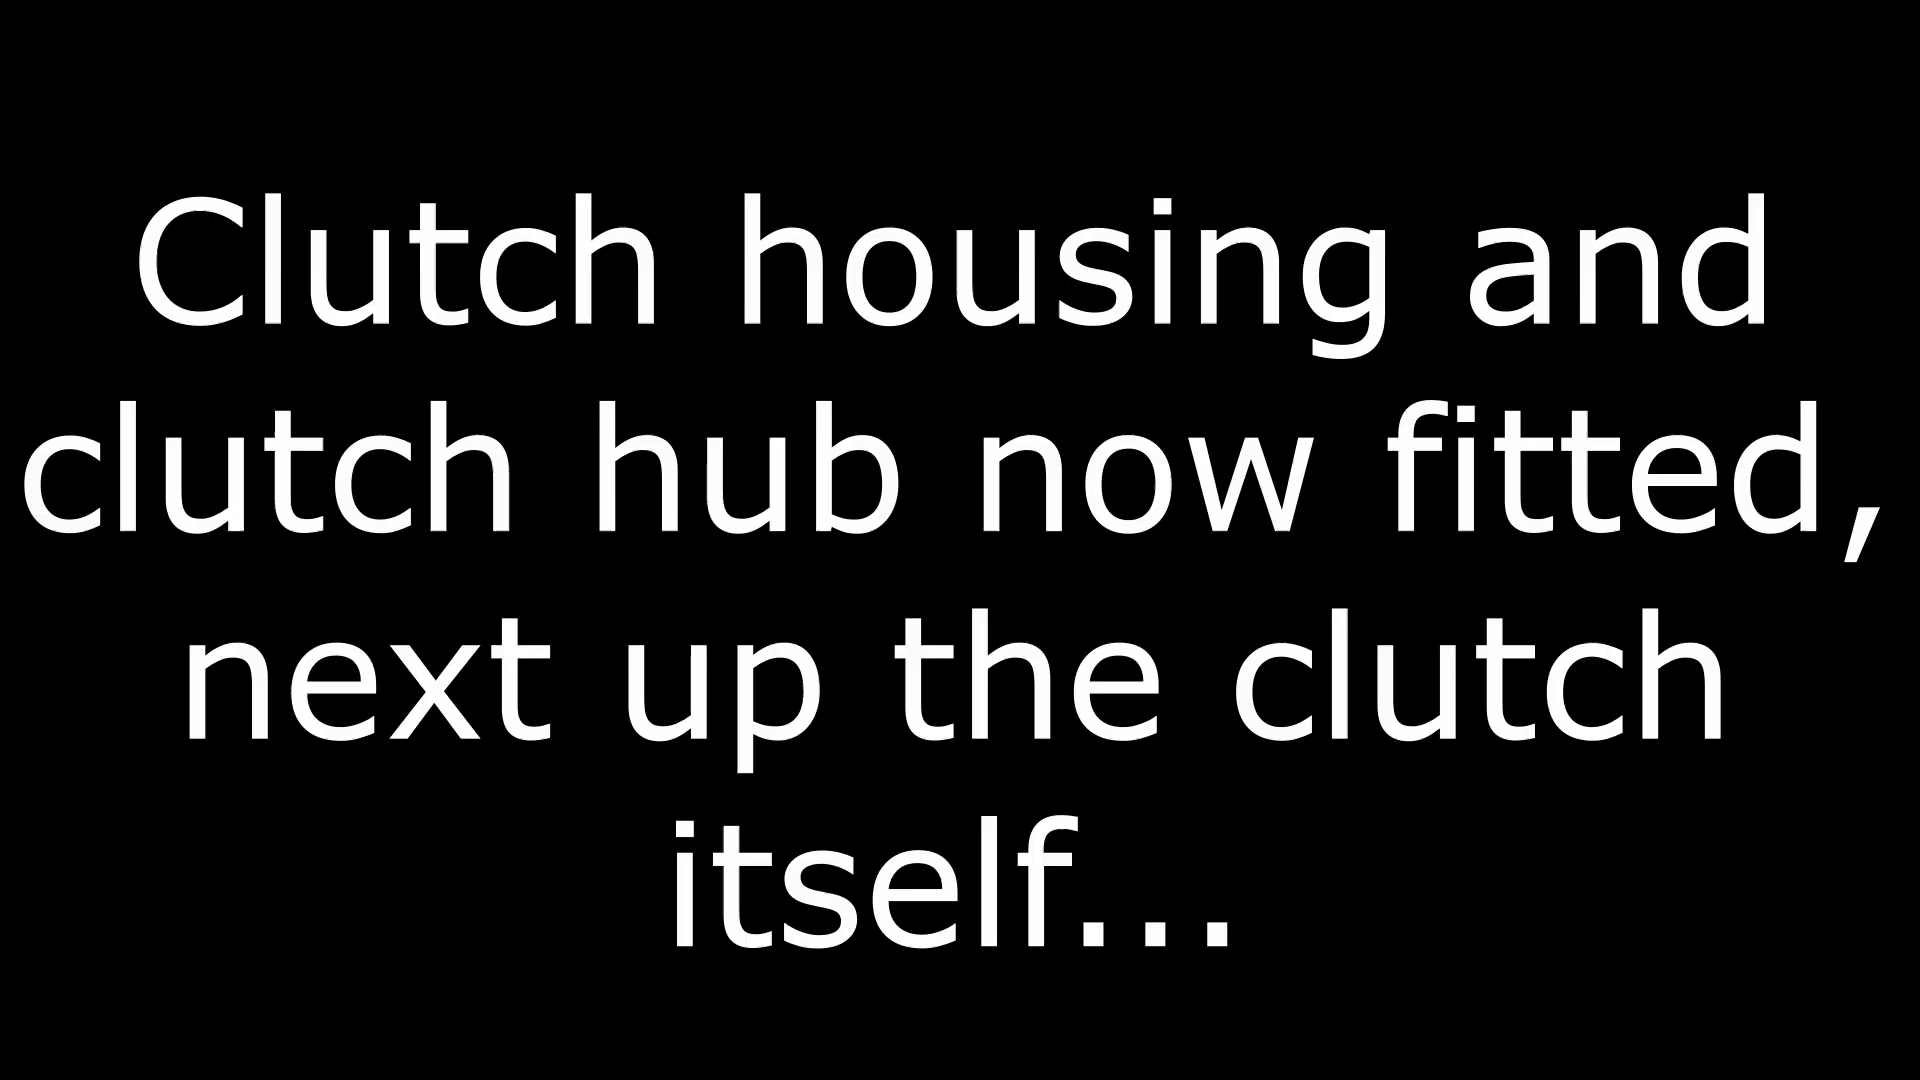 Clutch housing and
clutch hub now fitted,
next up the clutch
itself...